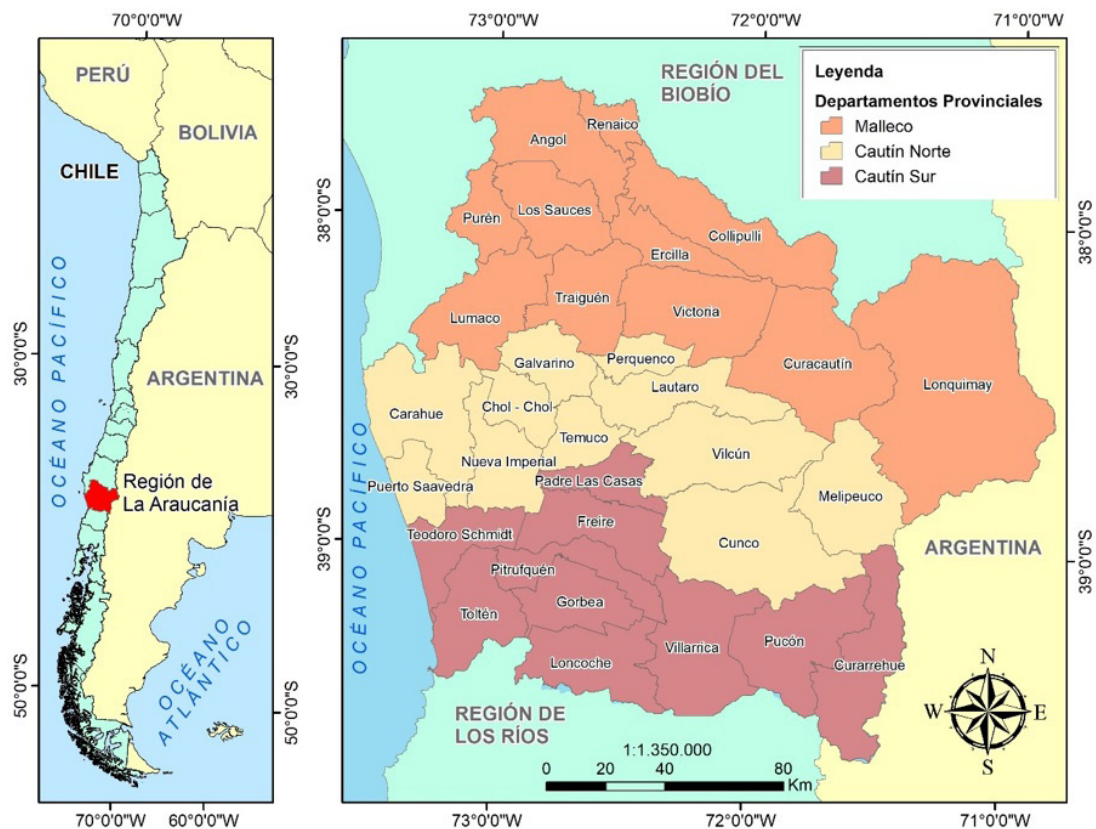 70°0'0"W
PERÚ
BOLIVIA
CHILE
OCÉANO PACÍFICO
ARGENTINA
30°0'0"S
30°0'0"S
Región de
La Araucanía
OCÉANO
ATLÁNTICO
50°0'0"S
50°0'0"S
70°0'0"W
60°0'0"W
73°0'0"W
72°0'0"W
71°0'0"W
REGIÓN DEL
BIOBÍO
Leyenda
Departamentos Provinciales
Malleco
Cautín Norte
Cautín Sur
38°0'0"S
38°0'0"S
Renaico
Angol
Los Sauces
Purén
Collipulli
Ercilla
Traiguén
Victoria
Lumaco
Curacautín
Lonquimay
Galvarino
Perquenco
Lautaro
Carahue
Chol - Chol
Temuco
Vilcún
Nueva Imperial
Puerto Saavedra
Padre Las Casas
Melipeuco
Freire
Teodoro Schmidt
Cunco
39°0'0"S
39°0'0"S
ARGENTINA
OCÉANO PACÍFICO
Pitrufquén
Gorbea
Toltén
Villarrica
Pucón
Loncoche
Curarrehue
REGIÓN DE
LOS RÍOS
1:1.350.000
0 20 40 80
Km
N
W E
S
73°0'0"W
72°0'0"W
71°0'0"W